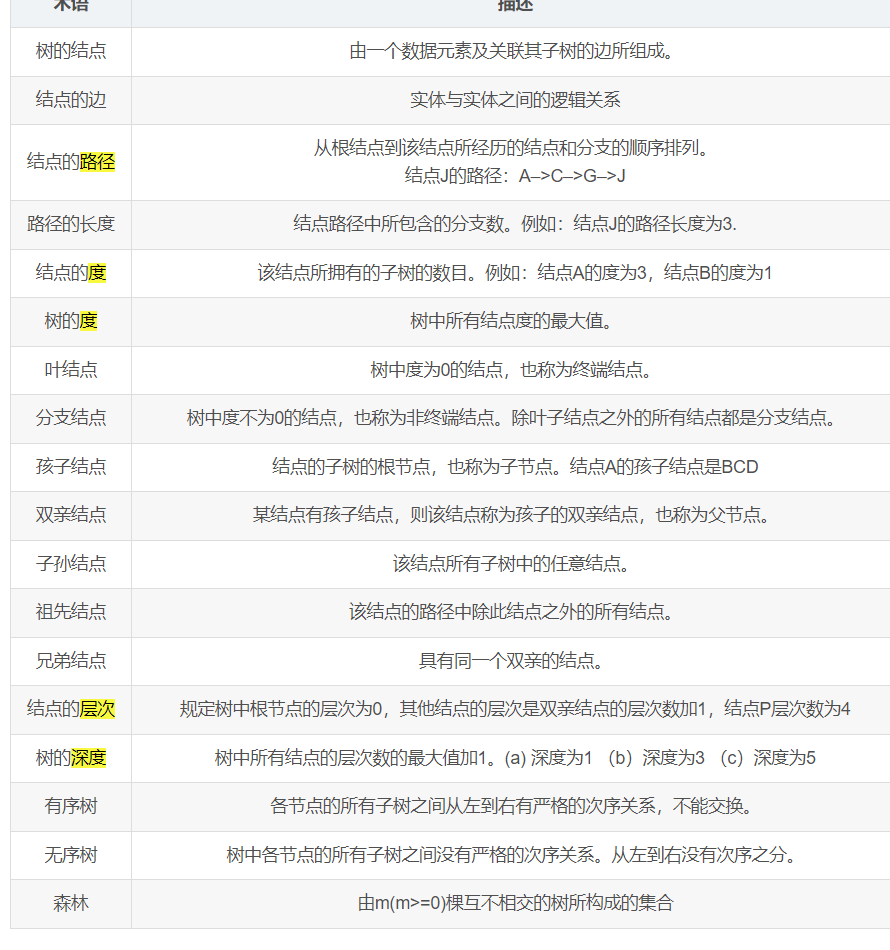 术语 描述
树的结点 由一个数据元素及关联其子树的边所组成。
结点的边 实体与实体之间的逻辑关系
结点的路径 从根结点到该结点所经历的结点和分支的顺序排列。
结点J的路径：A–>C–>G–>J
路径的长度 结点路径中所包含的分支数。例如：结点J的路径长度为3.
结点的度 该结点所拥有的子树的数目。例如：结点A的度为3，结点B的度为1
树的度 树中所有结点度的最大值。
叶结点 树中度为0的结点，也称为终端结点。
分支结点 树中度不为0的结点，也称为非终端结点。除叶子结点之外的所有结点都是分支结点。
孩子结点 结点的子树的根节点，也称为子节点。结点A的孩子结点是BCD
双亲结点 某结点有孩子结点，则该结点称为孩子的双亲结点，也称为父节点。
子孙结点 该结点所有子树中的任意结点。
祖先结点 该结点的路径中除此结点之外的所有结点。
兄弟结点 具有同一个双亲的结点。
结点的层次 规定树中根节点的层次为0，其他结点的层次是双亲结点的层次数加1，结点P层次数为4
树的深度 树中所有结点的层次数的最大值加1。(a) 深度为1 （b）深度为3 （c）深度为5
有序树 各节点的所有子树之间从左到右有严格的次序关系，不能交换。
无序树 树中各节点的所有子树之间没有严格的次序关系。从左到右没有次序之分。
森林 由m(m>=0)棵互不相交的树所构成的集合